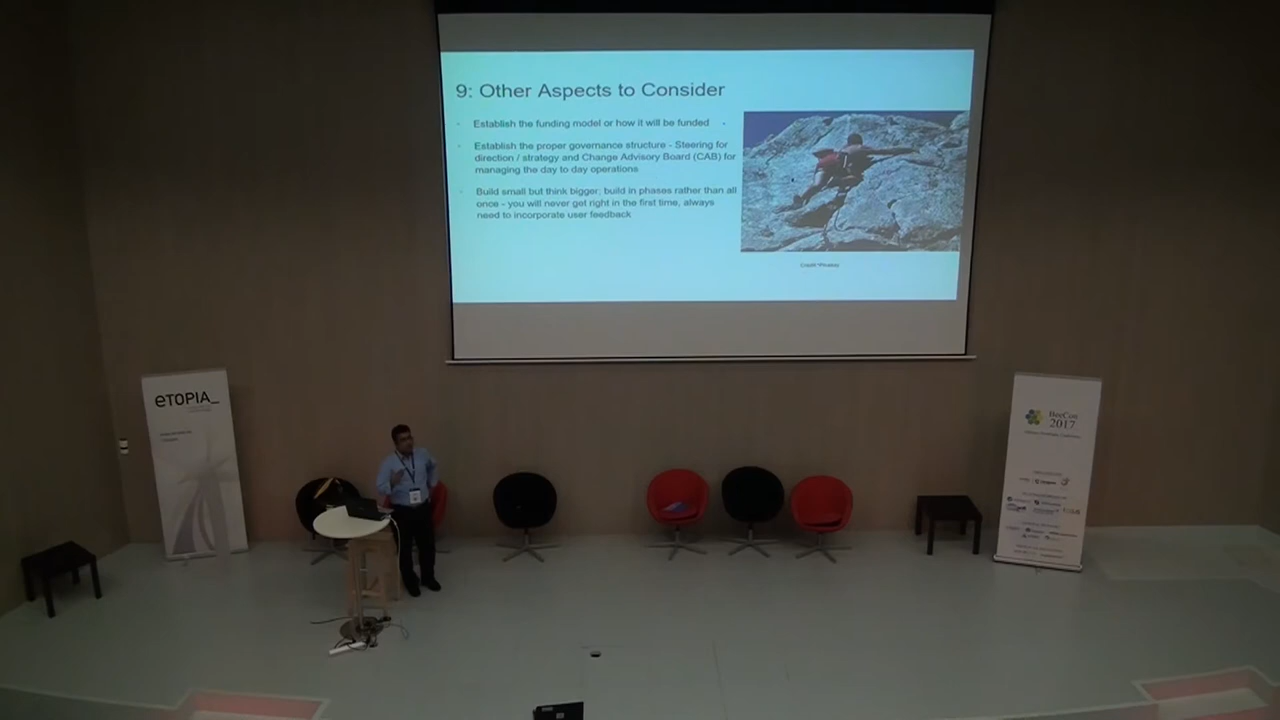 9: Other Aspects to Consider
Establish the funding model or how it will be funded
Establish the proper governance structure - Steering for
direction / strategy and Change Advisory Board (CAB) for
managing the day to day operations
Build small but think bigger; build in phases rather than all
once - you will never get right in the first time, always
need to incorporate user feedback
eTOPIA_
BeeCon
2017